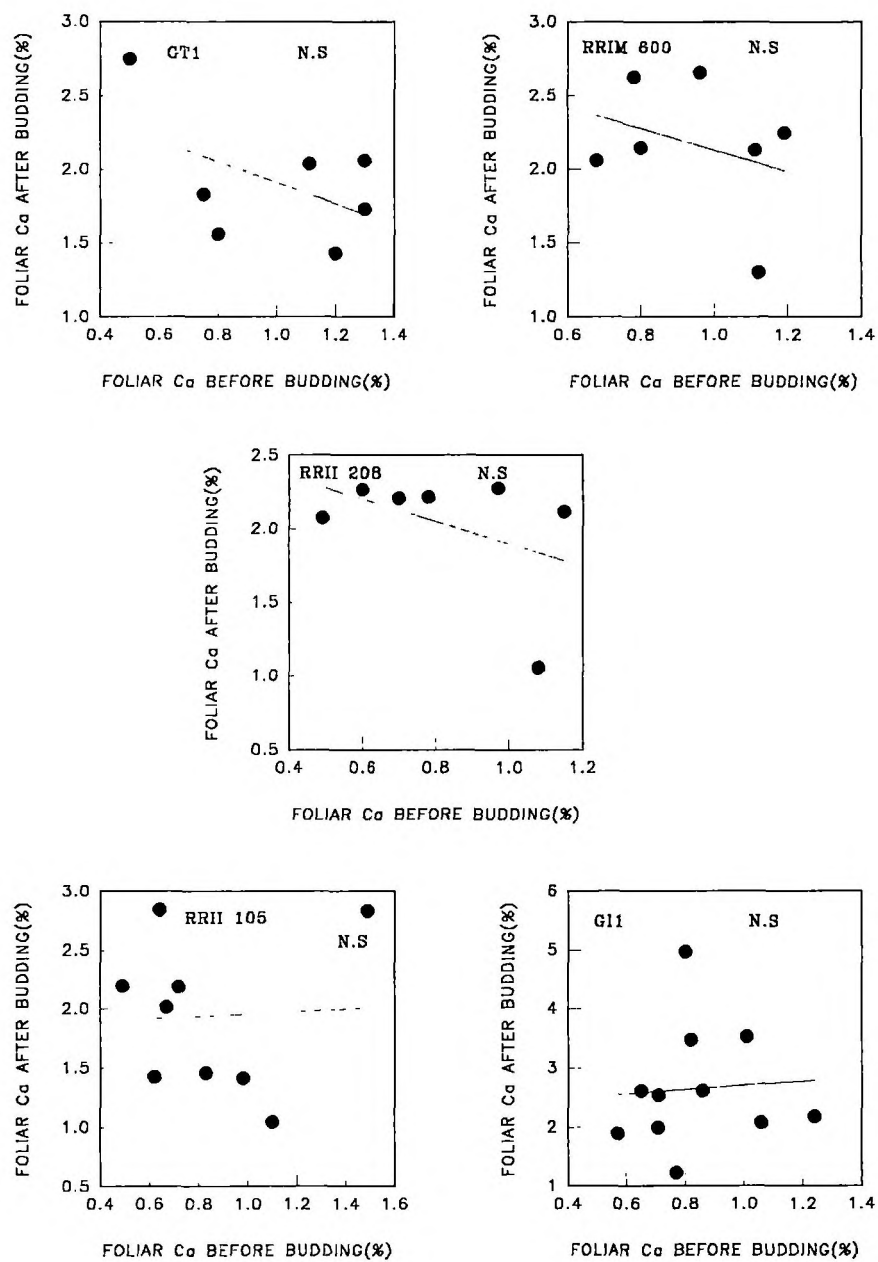 GT1 N.S
FOLIAR Ca AFTER BUDDING(%)
3.0
2.5
2.0
1.5
1.0
0.4 0.6 0.8 1.0 1.2 1.4
FOLIAR Ca BEFORE BUDDING(%)
RRIM 600 N.S
FOLIAR Ca AFTER BUDDING(%)
3.0
2.5
2.0
1.5
1.0
0.6 0.8 1.0 1.2 1.4
FOLIAR Ca BEFORE BUDDING(%)
RRII 208 N.S
FOLIAR Ca AFTER BUDDING(%)
2.5
2.0
1.5
1.0
0.5
0.4 0.6 0.8 1.0 1.2
FOLIAR Ca BEFORE BUDDING(%)
RRII 105
N.S
FOLIAR Ca AFTER BUDDING(%)
3.0
2.5
2.0
1.5
1.0
0.5
0.4 0.6 0.8 1.0 1.2 1.4 1.6
FOLIAR Ca BEFORE BUDDING(%)
GI1 N.S
FOLIAR Ca AFTER BUDDING(%)
6
5
4
3
2
1
0.4 0.6 0.8 1.0 1.2 1.4
FOLIAR Ca BEFORE BUDDING(%)